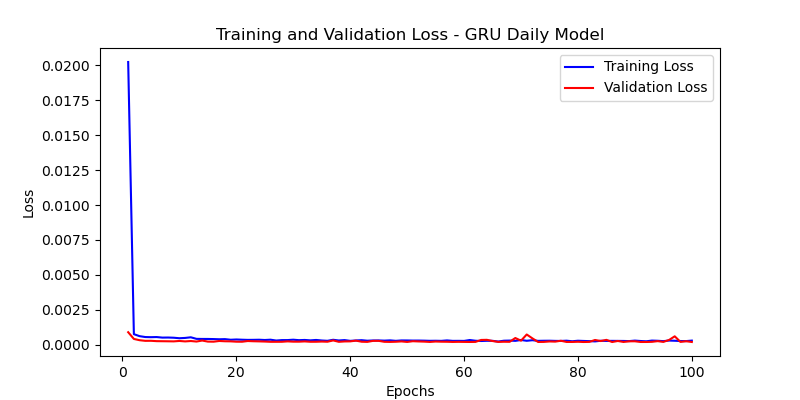 Training and Validation Loss - GRU Daily Model
Training Loss
Validation Loss
0.0200
0.0175
0.0150
0.0125
0.0100
0.0075
0.0050
0.0025
0.0000
Loss
0 20 40 60 80 100
Epochs